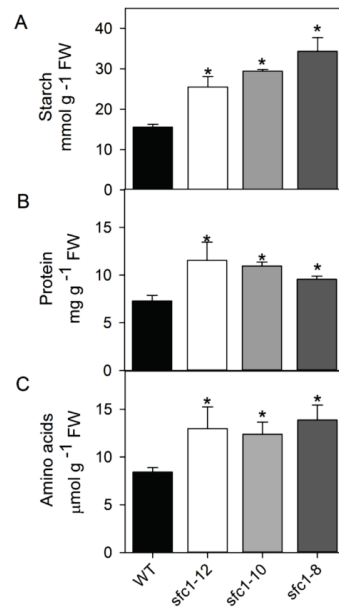 A
Starch
mmol g -1 FW
40
30
20
10
0
*
*
*
B
Protein
mg g -1 FW
15
10
5
0
*
*
*
C
Amino acids
μmol g -1 FW
15
10
5
0
*
*
*
WT
sfc1-12
sfc1-10
sfc1-8